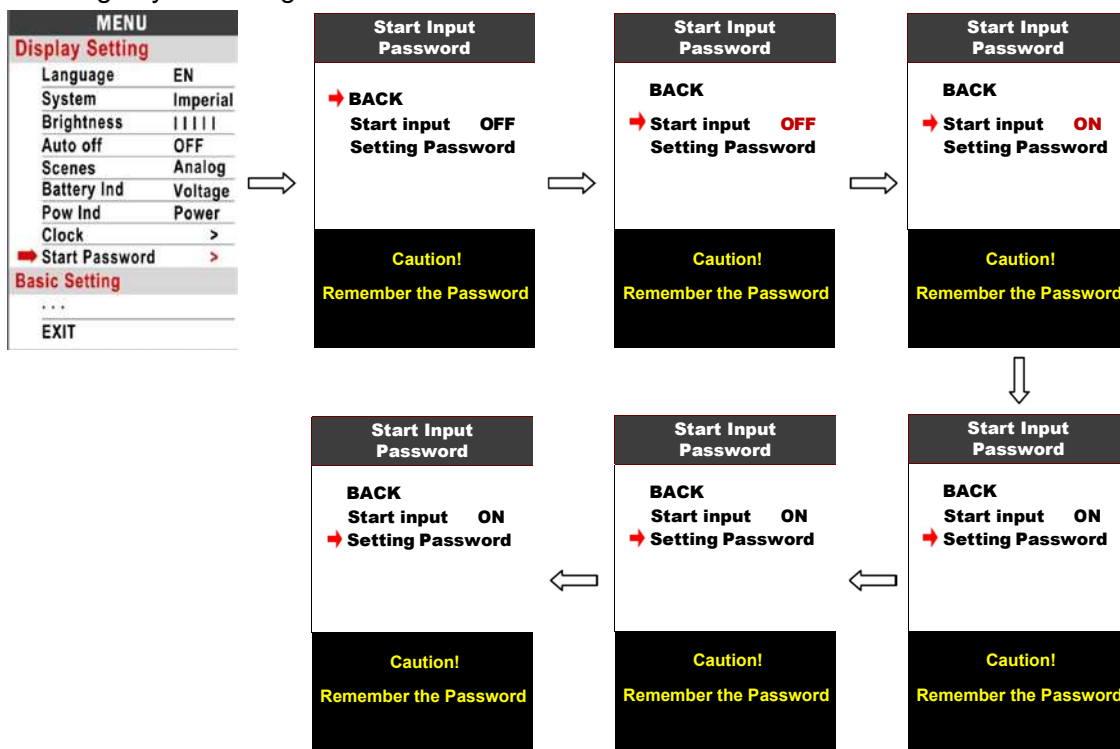 MENU
Display Setting
Language EN
System Imperial
Brightness I I I I I
Auto off OFF
Scenes Analog
Battery Ind Voltage
Pow Ind Power
Clock >
Start Password >
Basic Setting
. . .
EXIT
Start Input
Password
BACK
Start input OFF
Setting Password
Caution!
Remember the Password
Start Input
Password
BACK
Start input OFF
Setting Password
Caution!
Remember the Password
Start Input
Password
BACK
Start input ON
Setting Password
Caution!
Remember the Password
Start Input
Password
BACK
Start input ON
Setting Password
Caution!
Remember the Password
Start Input
Password
BACK
Start input ON
Setting Password
Caution!
Remember the Password
Start Input
Password
BACK
Start input ON
Setting Password
Caution!
Remember the Password